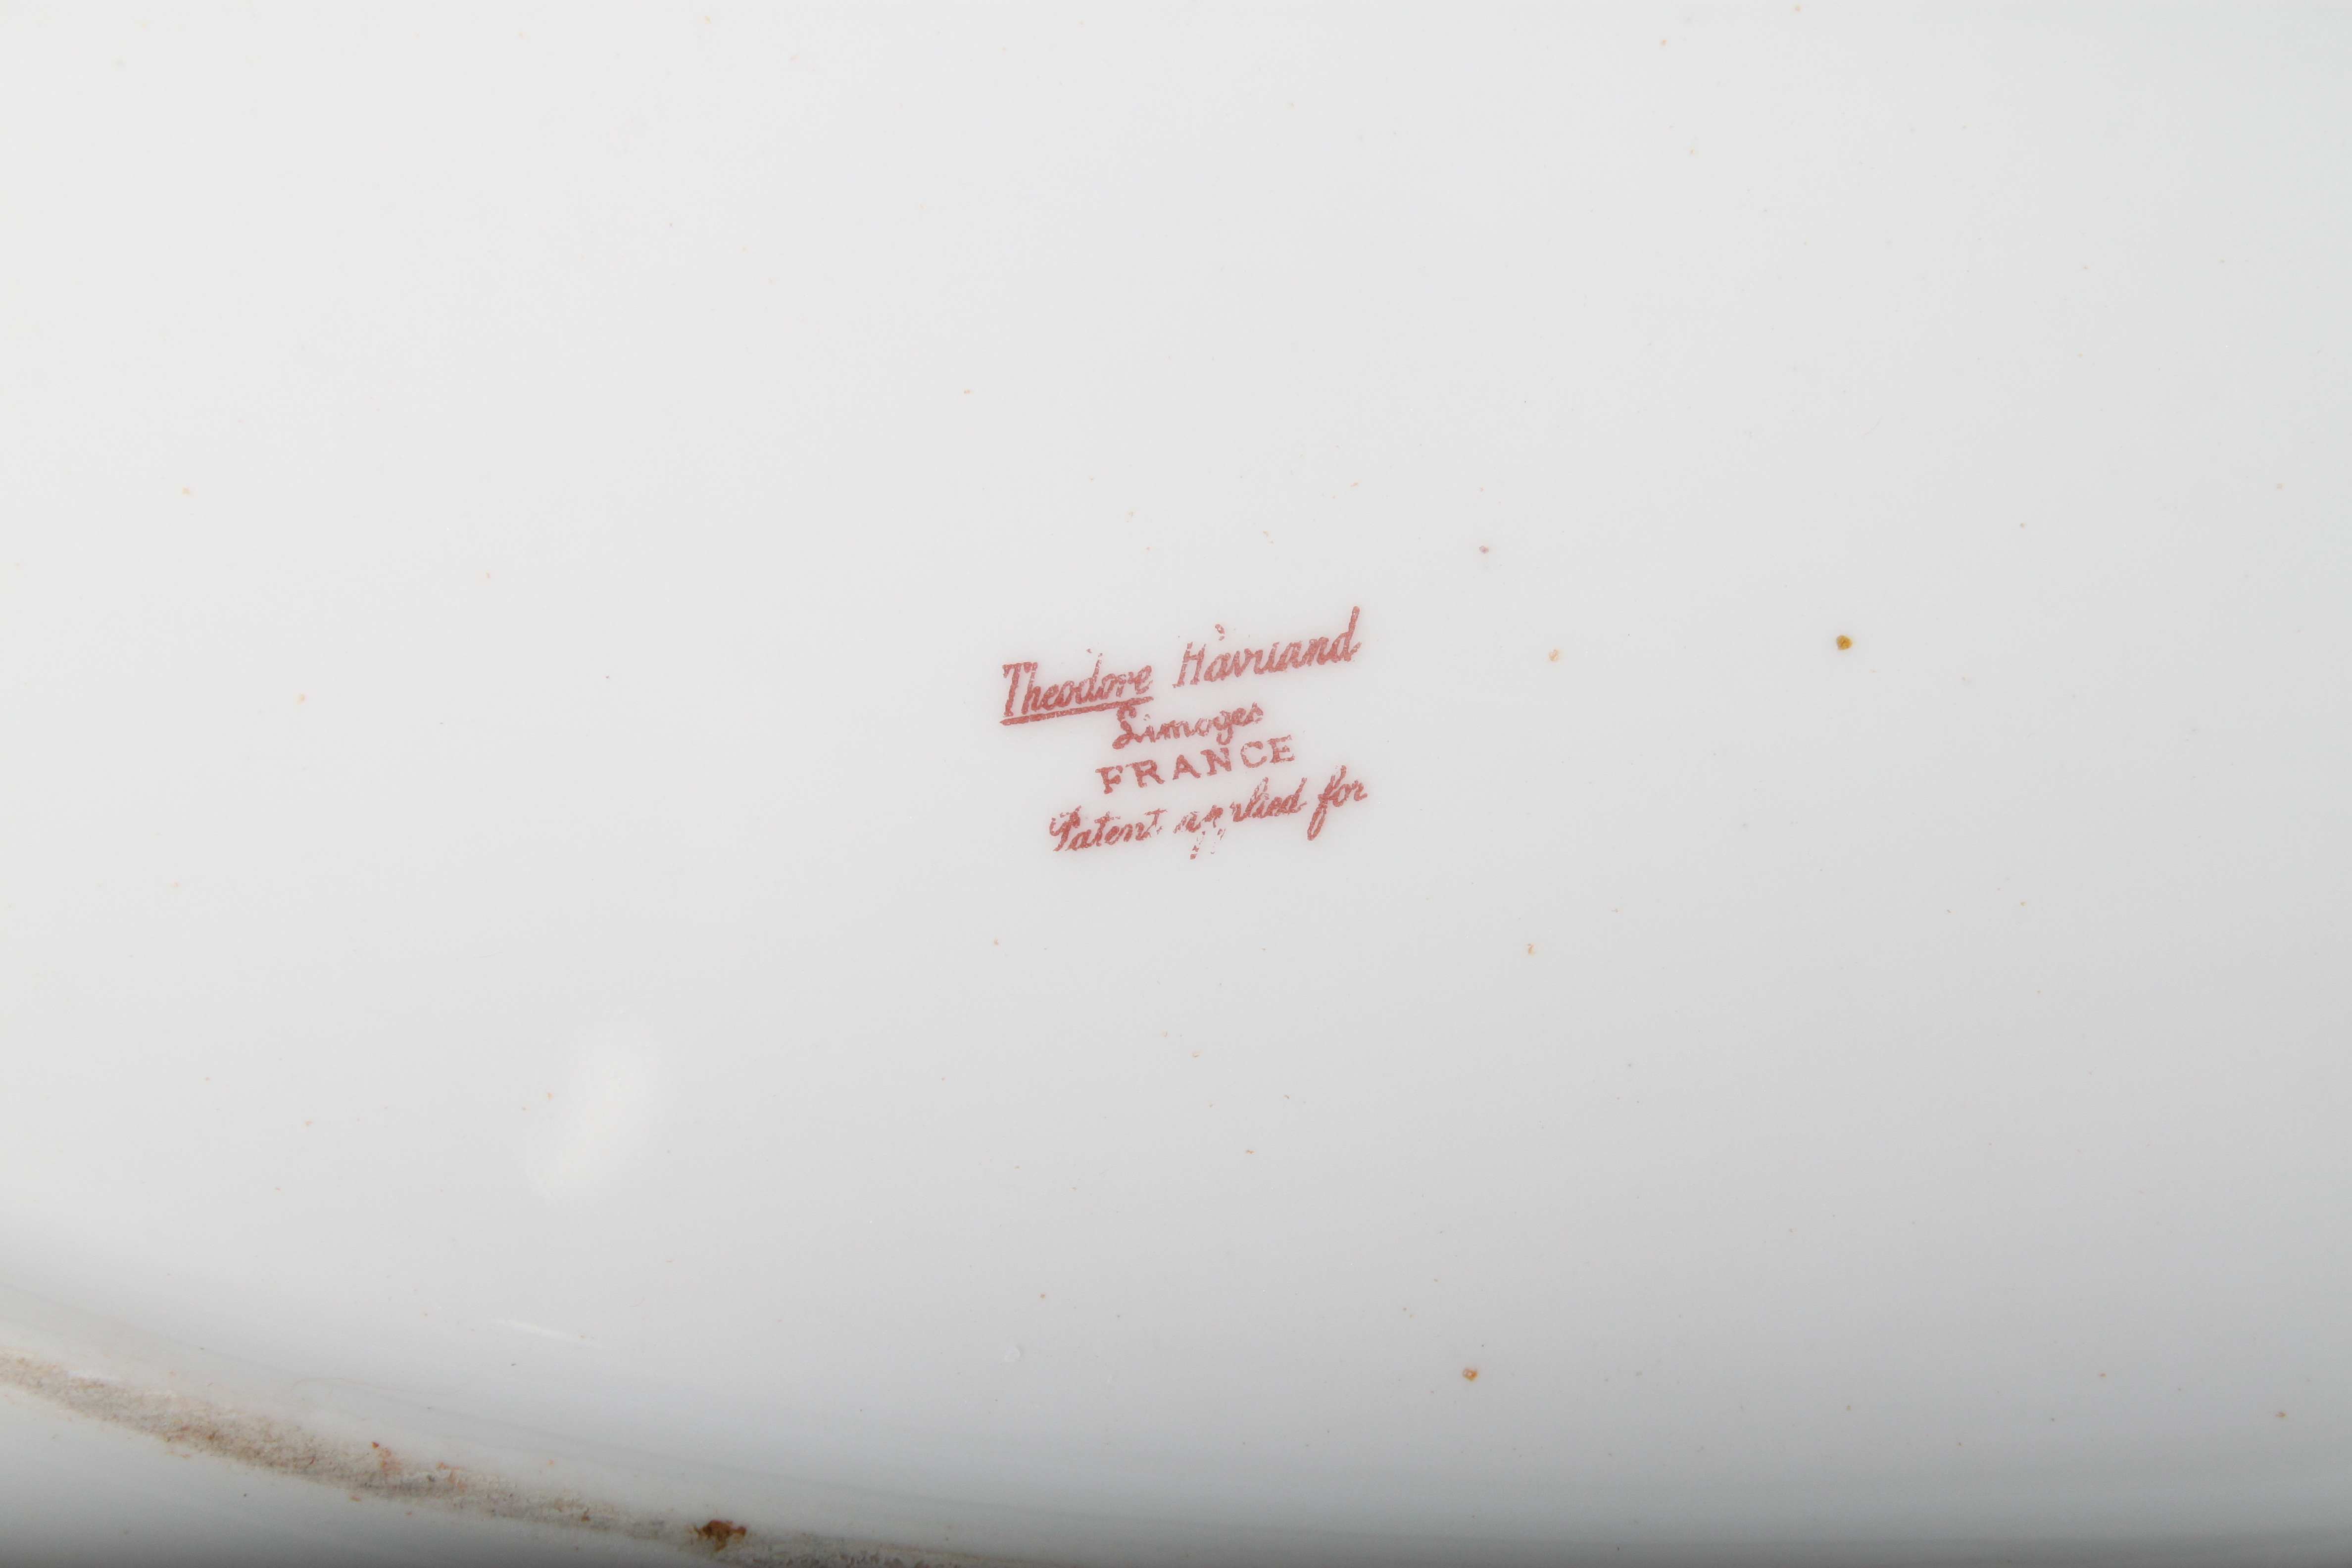 Theodore Haviland
Limoges
FRANCE
Patent applied for